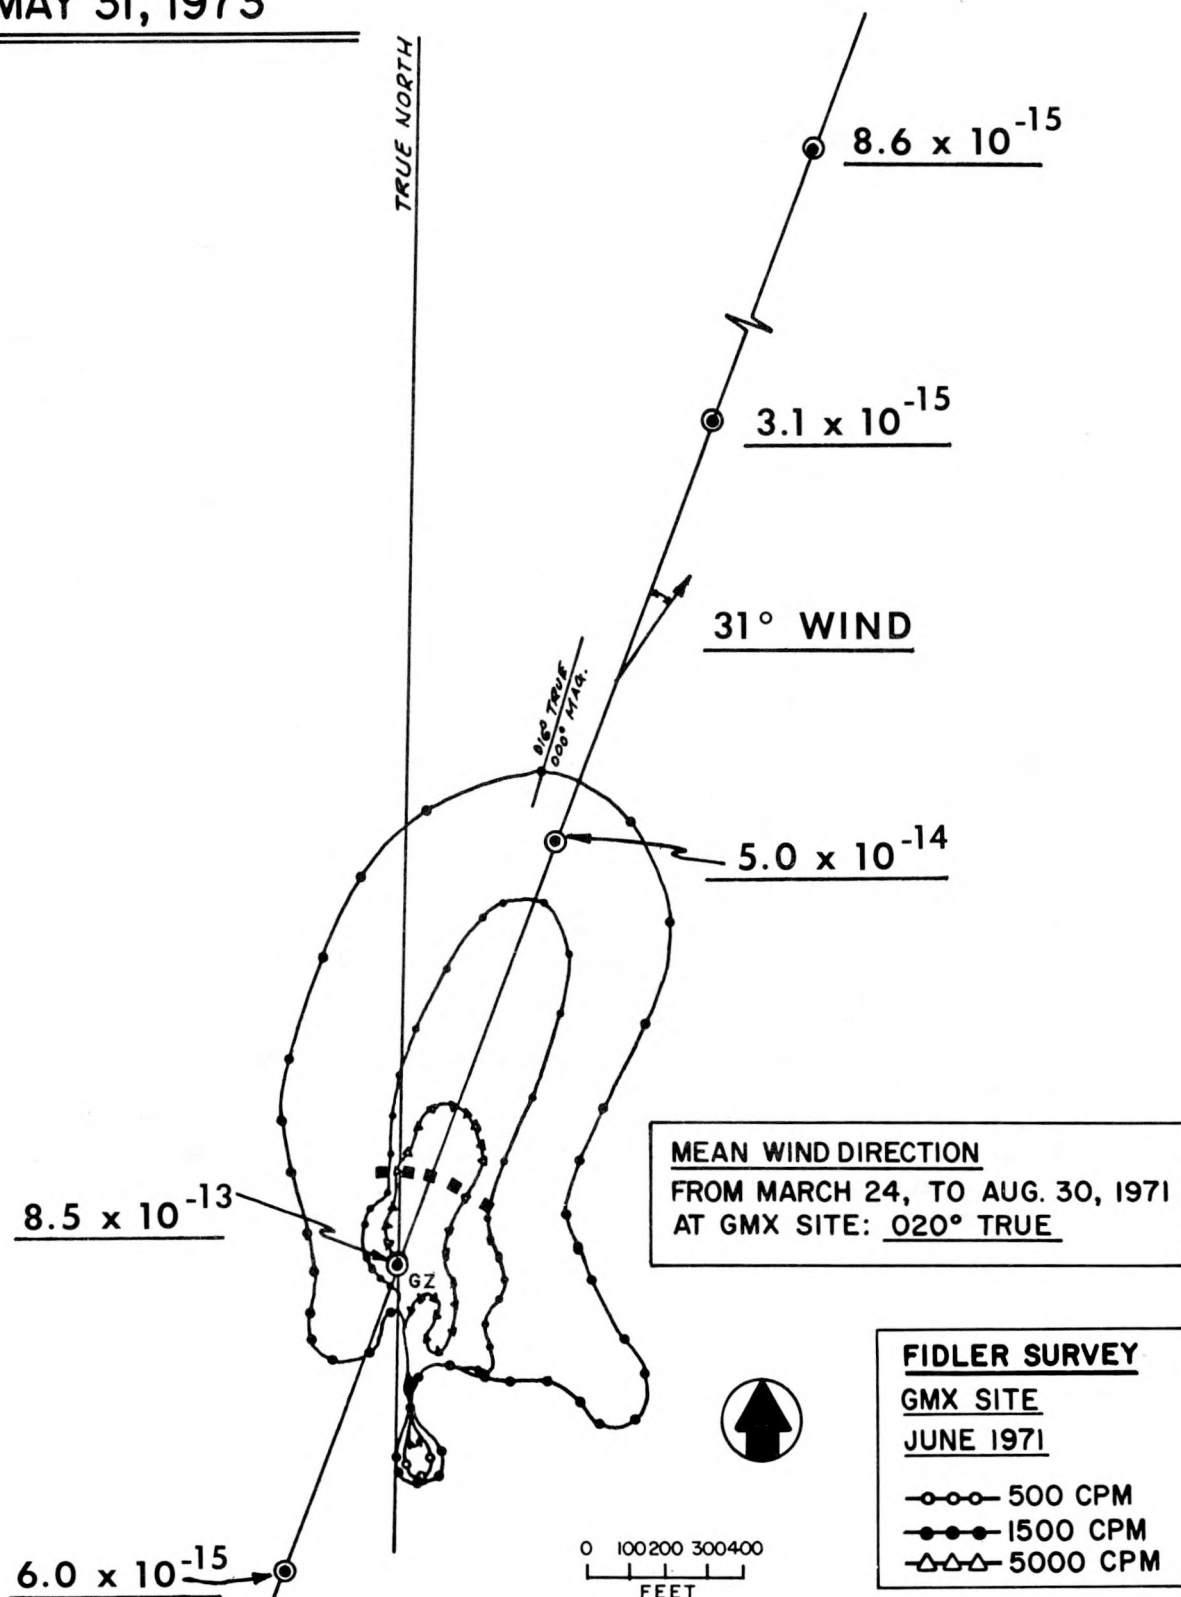 MAY 31, 1973
TRUE NORTH
8.6 x 10⁻¹⁵
3.1 x 10⁻¹⁵
31° WIND
016° TRUE
000° MAG.
5.0 x 10⁻¹⁴
MEAN WIND DIRECTION
FROM MARCH 24, TO AUG. 30, 1971
AT GMX SITE: 020° TRUE
8.5 x 10⁻¹³
GZ
FIDLER SURVEY
GMX SITE
JUNE 1971
500 CPM
1500 CPM
5000 CPM
0 100 200 300 400
FEET
6.0 x 10⁻¹⁵